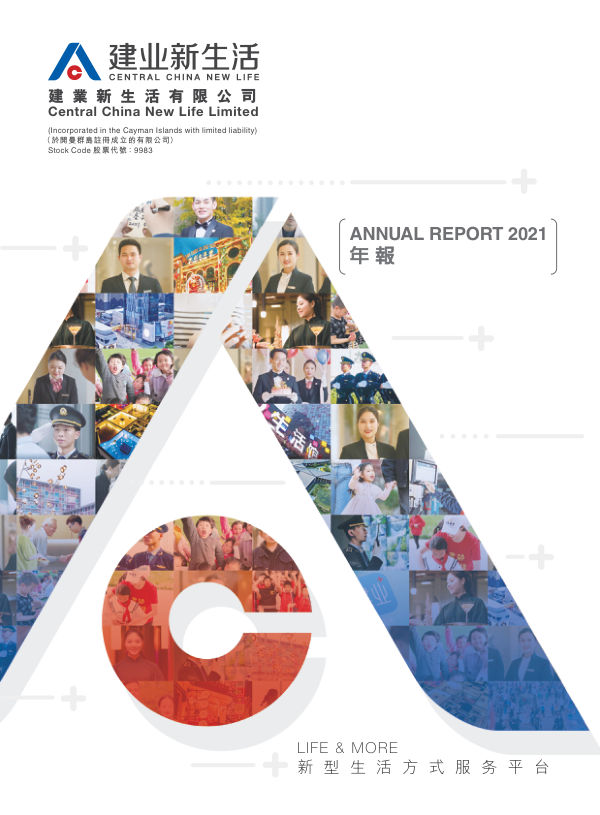 建业新生活
CENTRAL CHINA NEW LIFE
建業新生活有限公司
Central China New Life Limited
(Incorporated in the Cayman Islands with limited liability)
(於開曼群島註冊成立的有限公司)
Stock Code 股票代號：9983
ANNUAL REPORT 2021
年報
生活馆
LIFE & MORE
新型生活方式服务平台